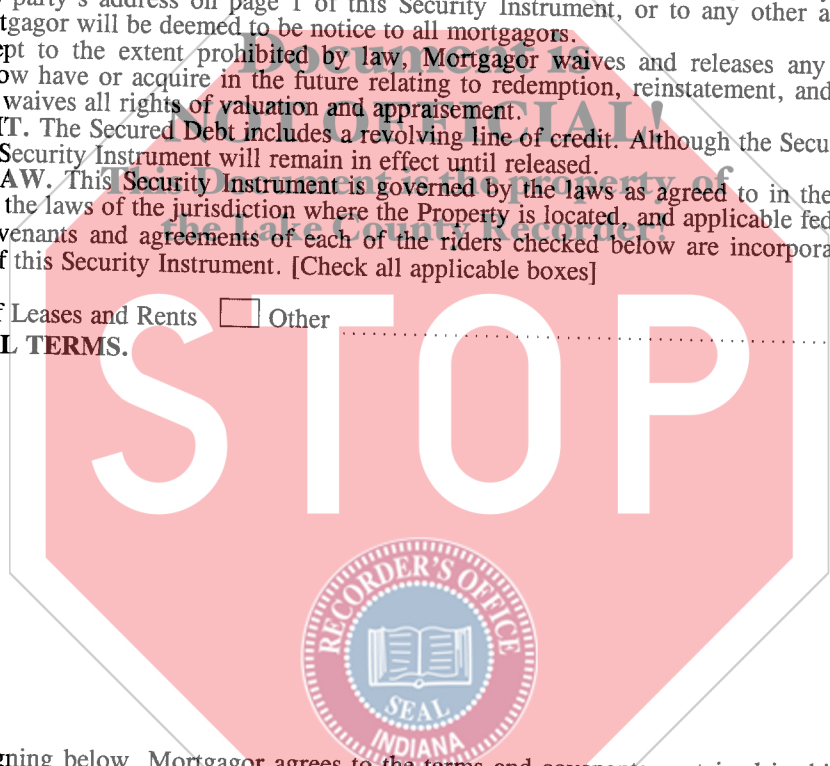 party's address on page 1 of this Security Instrument, or to any other a
tgagor will be deemed to be notice to all mortgagors.
ept to the extent prohibited by law, Mortgagor waives and releases any
ow have or acquire in the future relating to redemption, reinstatement, and
waives all rights of valuation and appraisement.
IT. The Secured Debt includes a revolving line of credit. Although the Secu
Security Instrument will remain in effect until released.
AW. This Security Instrument is governed by the laws as agreed to in the
the laws of the jurisdiction where the Property is located, and applicable fed
venants and agreements of each of the riders checked below are incorpora
f this Security Instrument. [Check all applicable boxes]
f Leases and Rents Other
L TERMS.
Document is
NOT OFFICIAL!
This Document is the property of
the Lake County Recorder!
STOP
RECORDER'S OFFICE
SEAL
INDIANA
gning below, Mortgagor agrees to the terms and